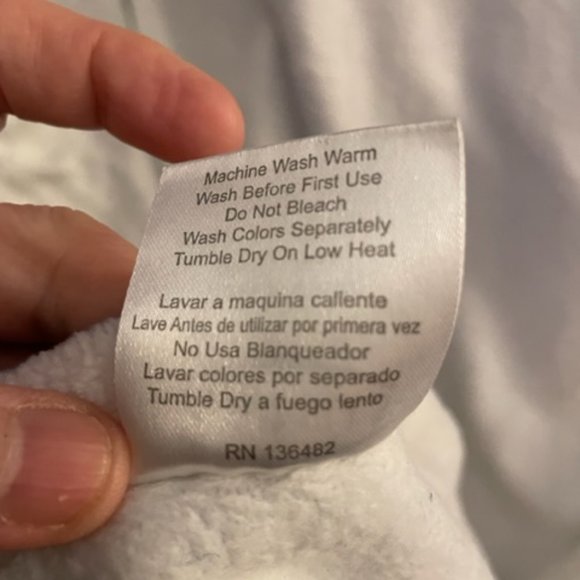 Machine Wash Warm
Wash Before First Use
Do Not Bleach
Wash Colors Separately
Tumble Dry On Low Heat
Lavar a maquina caliente
Lave Antes de utilizar por primera vez
No Usa Blanqueador
Lavar colores por separado
Tumble Dry a fuego lento
RN 136482